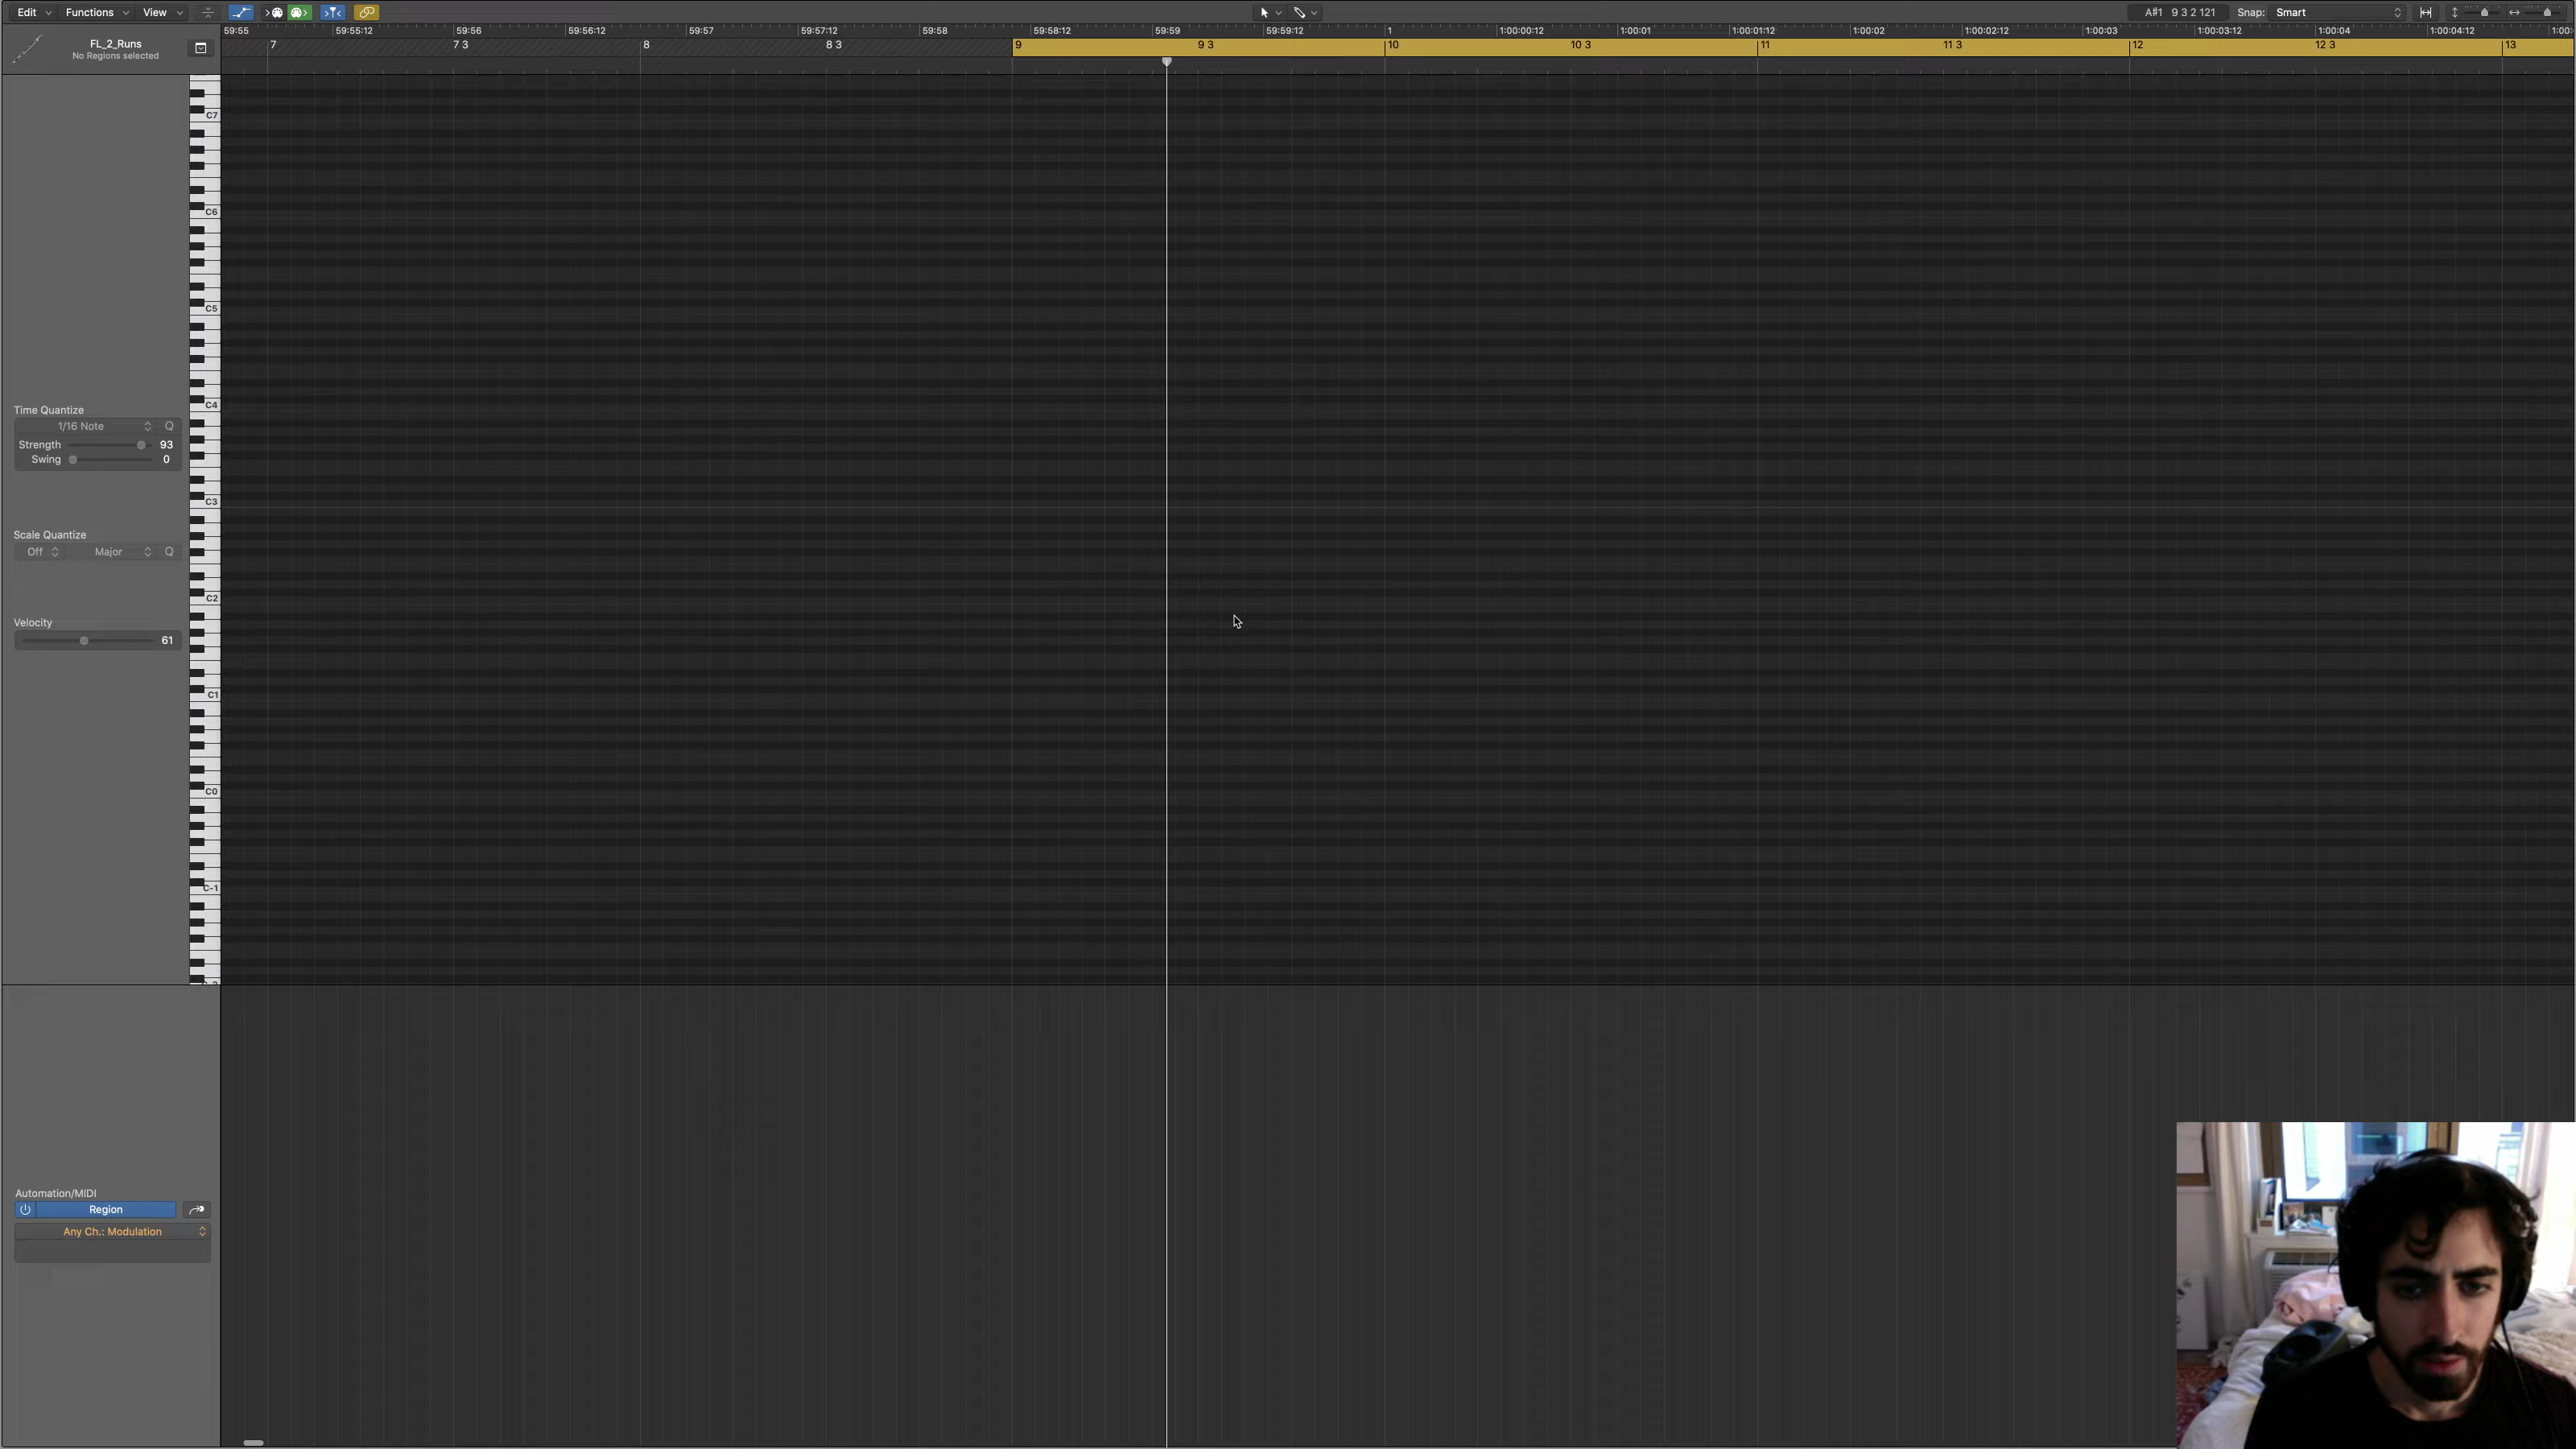 Edit Functions View A#1 9 3 2 121 Snap: Smart
59:55 59:55:12 59:56 59:56:12 59:57 59:57:12 59:58 59:58:12 59:59 59:59:12 1 1:00:00:12 1:00:01 1:00:01:12 1:00:02 1:00:02:12 1:00:03 1:00:03:12 1:00:04 1:00:04:12 1:00:
7 7 3 8 8 3 9 9 3 10 10 3 11 11 3 12 12 3 13
FL_2_Runs
No Regions selected
C7
C6
C5
C4
Time Quantize
1/16 Note Q
Strength 93
Swing 0
C3
Scale Quantize
Off Major Q
C2
Velocity
61
C1
C0
C-1
Automation/MIDI
Region
Any Ch.: Modulation